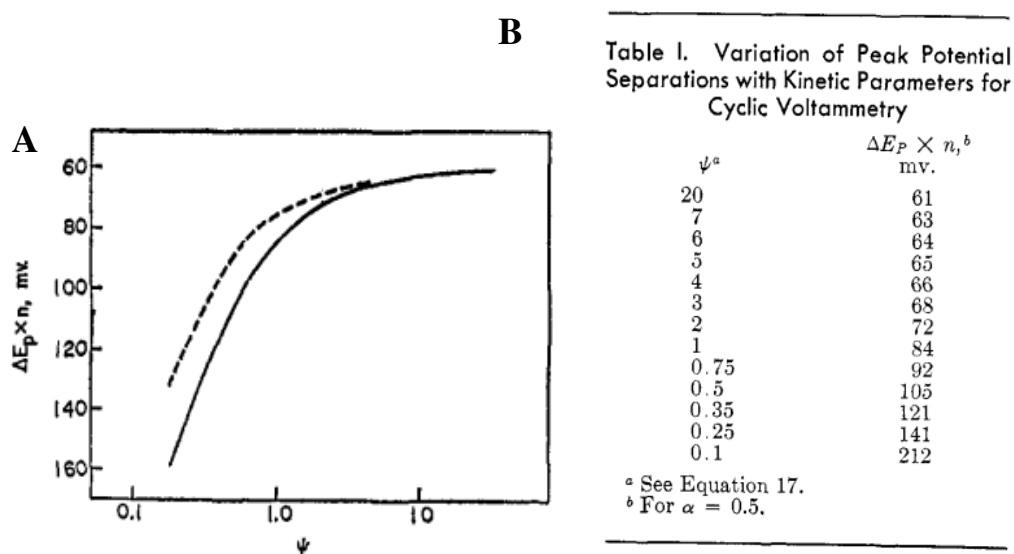 A
60
80
100
120
140
160
ΔEp×n, mv.
0.1
1.0
10
ψ
B
Table I. Variation of Peak Potential
Separations with Kinetic Parameters for
Cyclic Voltammetry
ΔE_P × n,^b
ψ^a mv.
20 61
7 63
6 64
5 65
4 66
3 68
2 72
1 84
0.75 92
0.5 105
0.35 121
0.25 141
0.1 212
^a See Equation 17.
^b For α = 0.5.